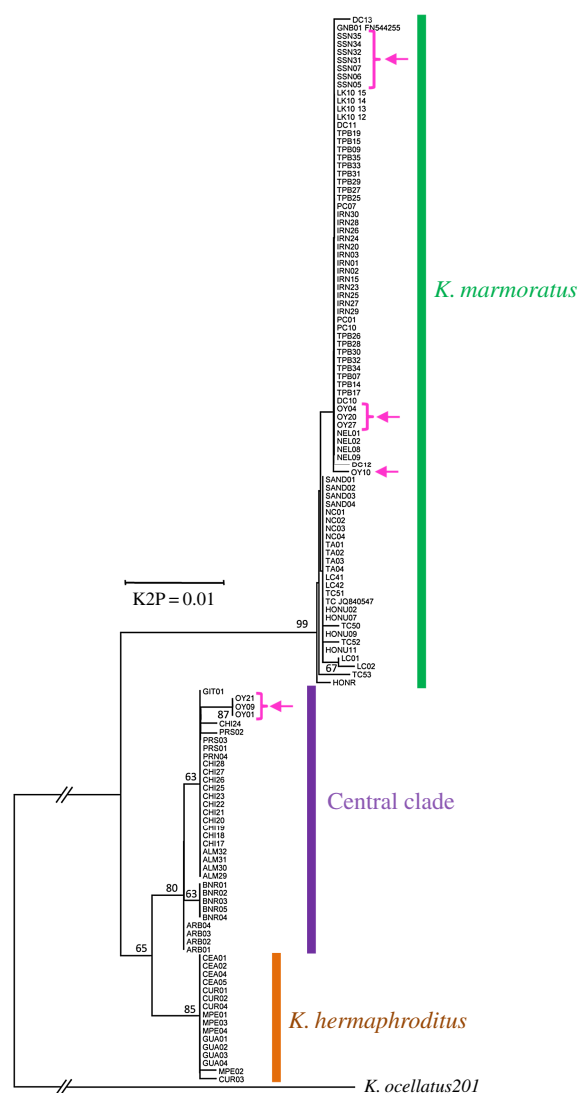 DC13
GNB01 FN544255
SSN35
SSN34
SSN32
SSN31
SSN07
SSN06
SSN05
LK10 15
LK10 14
LK10 13
LK10 12
DC11
TPB19
TPB15
TPB09
TPB35
TPB33
TPB31
TPB29
TPB27
TPB25
PC07
IRN30
IRN28
IRN26
IRN24
IRN20
IRN03
IRN01
IRN02
IRN15
IRN23
IRN25
IRN27
IRN29
PC01
PC10
TPB26
TPB28
TPB30
TPB32
TPB34
TPB07
TPB14
TPB17
DC10
OY04
OY20
OY27
NEL01
NEL02
NEL08
NEL09
DC12
OY10
SAND01
SAND02
SAND03
SAND04
NC01
NC02
NC03
NC04
TA01
TA02
TA03
TA04
LC41
LC42
TC51
TC JQ840547
HONU02
HONU07
TC50
HONU09
TC52
HONU11
LC01
LC02
67
TC53
HONR
99
K. marmoratus
K2P = 0.01
GIT01
OY21
OY09
OY01
87
CHI24
PRS02
PRS03
PRS01
PRN04
CHI28
CHI27
CHI26
CHI25
CHI23
CHI22
CHI21
CHI20
CHI19
CHI18
CHI17
ALM32
ALM31
ALM30
ALM29
63
BNR01
BNR02
BNR03
BNR05
BNR04
63
80
ARB04
ARB03
ARB02
ARB01
Central clade
65
CEA01
CEA02
CEA04
CEA05
CUR01
CUR02
CUR04
MPE01
MPE03
MPE04
GUA01
GUA02
GUA03
GUA04
MPE02
CUR03
85
K. hermaphroditus
K. ocellatus201